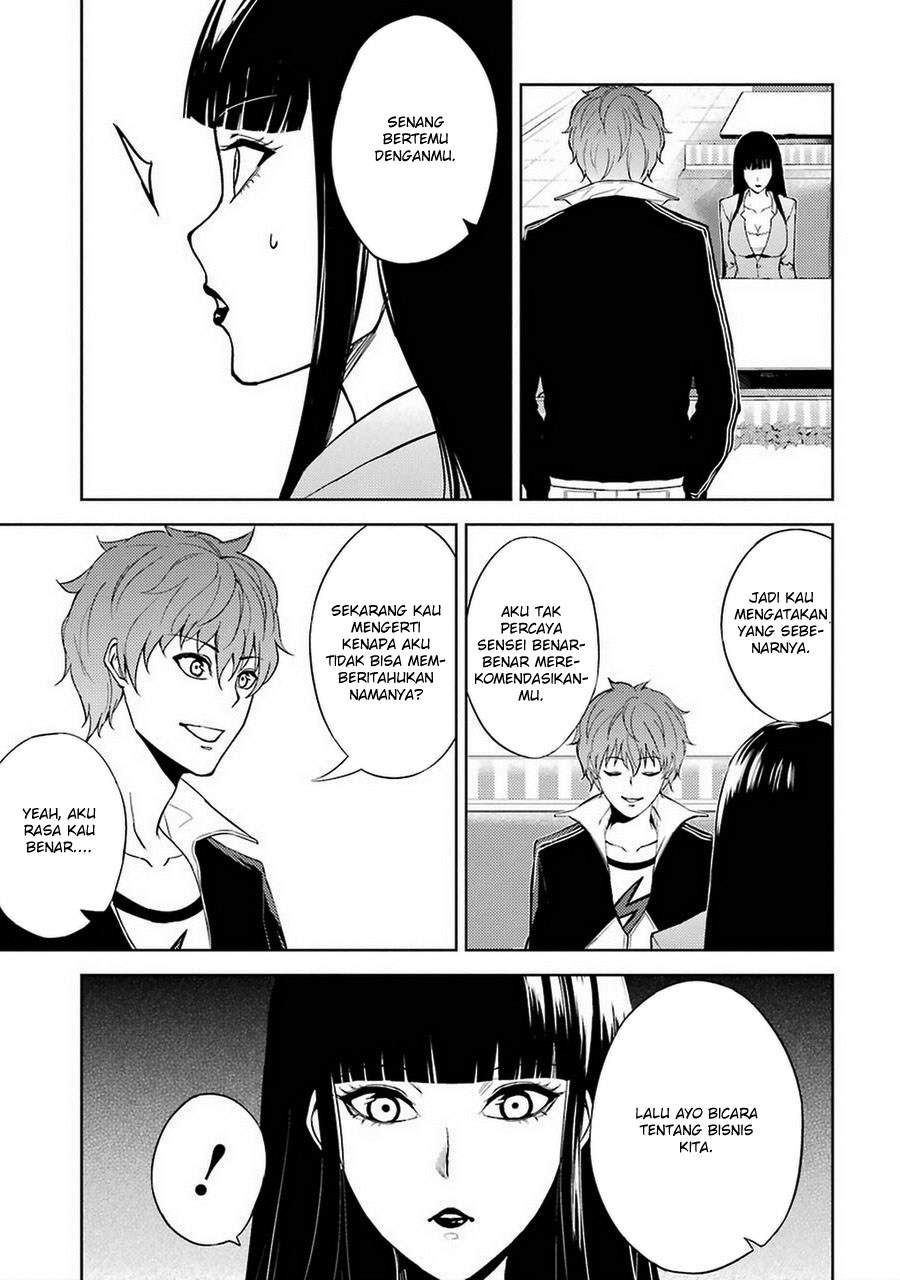 SENANG
BERTEMU
DENGANMU.
JADI KAU
MENGATAKAN
YANG SEBE-
NARNYA.
AKU TAK
PERCAYA
SENSEI BENAR-
BENAR MERE-
KOMENDASIKAN-
MU.
SEKARANG KAU
MENGERTI
KENAPA AKU
TIDAK BISA MEM-
BERITAHUKAN
NAMANYA?
YEAH, AKU
RASA KAU
BENAR....
LALU AYO BICARA
TENTANG BISNIS
KITA.
!